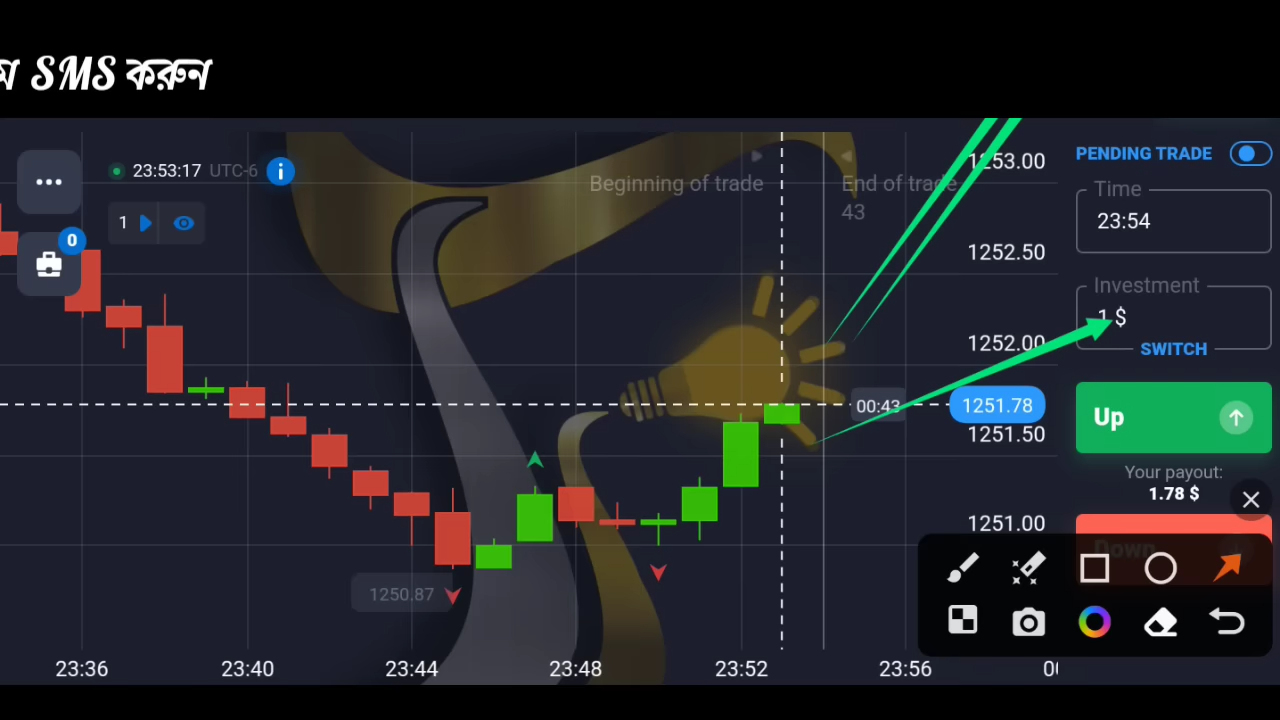 SMS করুন
23:53:17 UTC-6
1
0
Beginning of trade
End of trade
43
1253.00
1252.50
1252.00
1251.78
1251.50
1251.00
00:43
1250.87
23:36
23:40
23:44
23:48
23:52
23:56
PENDING TRADE
Time
23:54
Investment
1 $
SWITCH
Up
Your payout:
1.78 $
Down